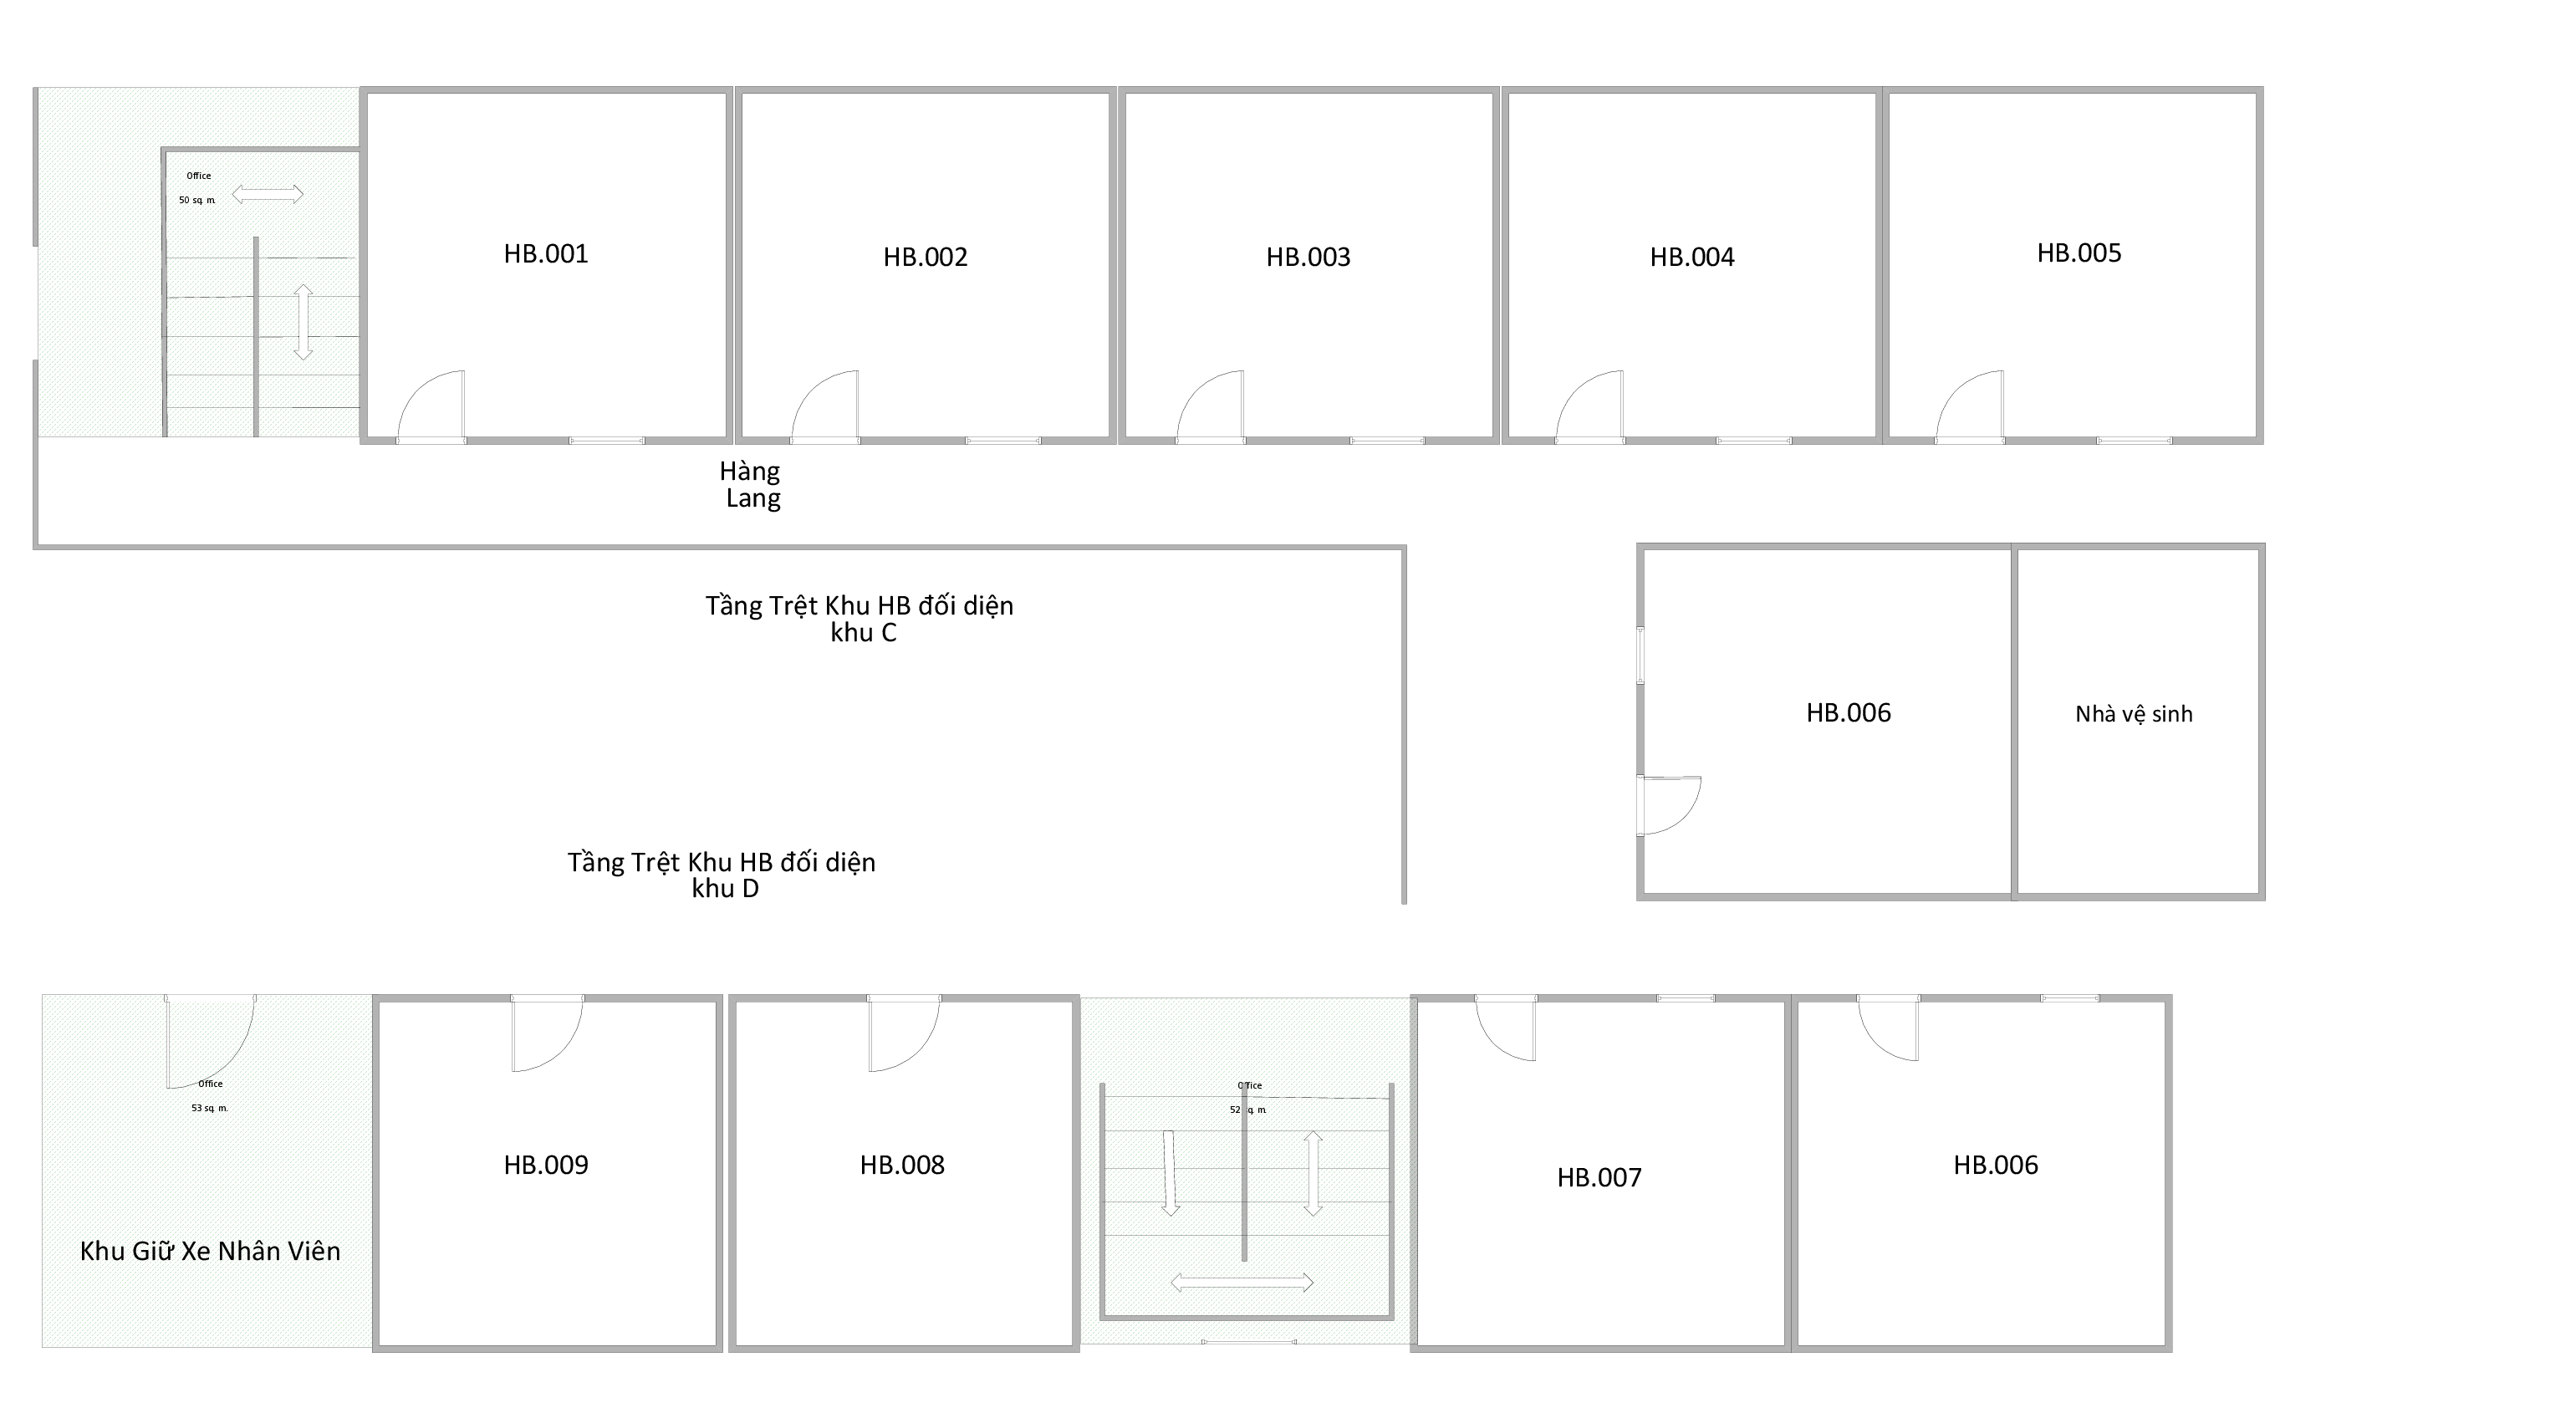 Office
50 sq. m.
HB.001
HB.002
HB.003
HB.004
HB.005
Hàng
Lang
Tầng Trệt Khu HB đối diện
khu C
HB.006
Nhà vệ sinh
Tầng Trệt Khu HB đối diện
khu D
Office
53 sq. m.
Khu Giữ Xe Nhân Viên
HB.009
HB.008
Office
52 sq. m.
HB.007
HB.006